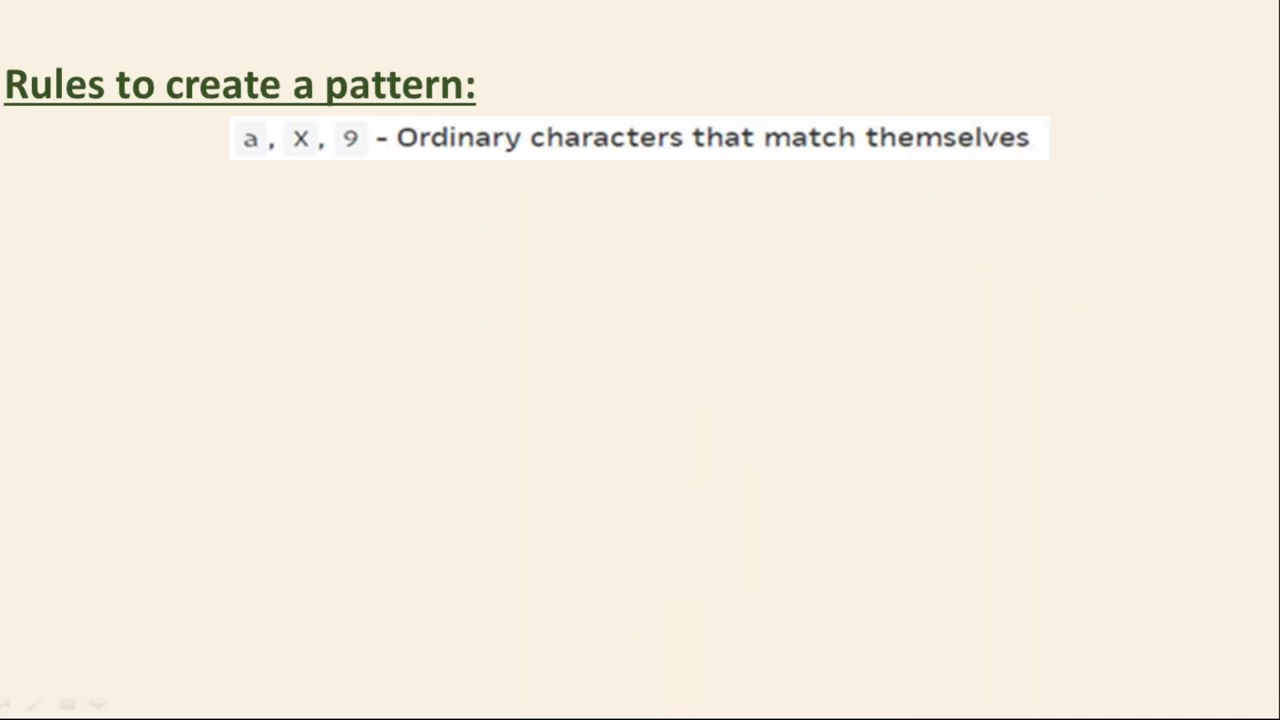 Rules to create a pattern:
a, X, 9 - Ordinary characters that match themselves